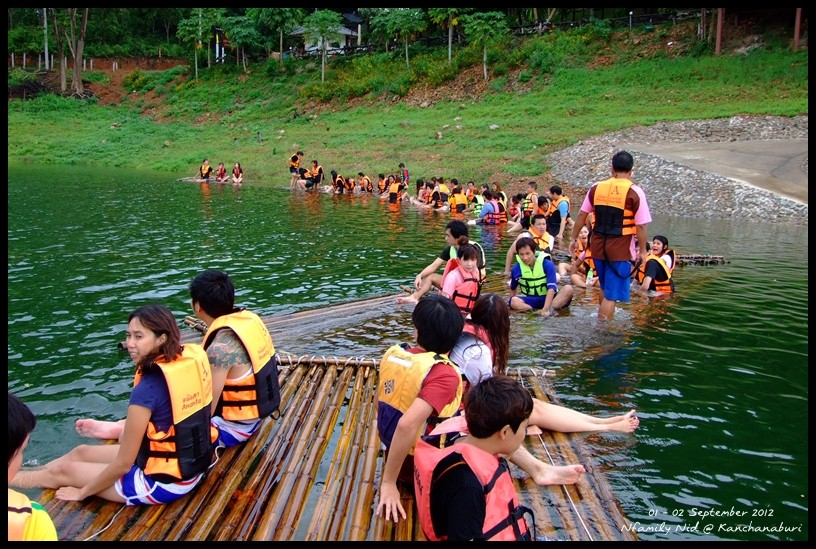 01 - 02 September 2012
Nfamily Nid @ Kanchanaburi